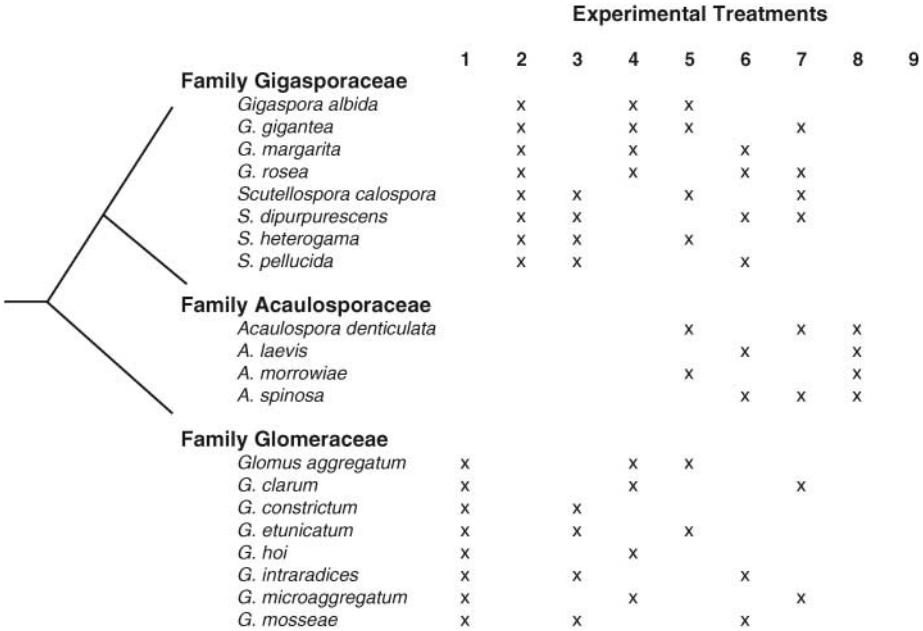 Experimental Treatments
1 2 3 4 5 6 7 8 9
Family Gigasporaceae
Gigaspora albida x x x
G. gigantea x x x x
G. margarita x x x
G. rosea x x x x
Scutellospora calospora x x x x
S. dipurpurescens x x x x
S. heterogama x x x
S. pellucida x x x
Family Acaulosporaceae
Acaulospora denticulata x x x
A. laevis x x
A. morrowiae x x
A. spinosa x x x
Family Glomeraceae
Glomus aggregatum x x x
G. clarum x x x
G. constrictum x x
G. etunicatum x x x
G. hoi x x
G. intraradices x x x
G. microaggregatum x x x
G. mosseae x x x